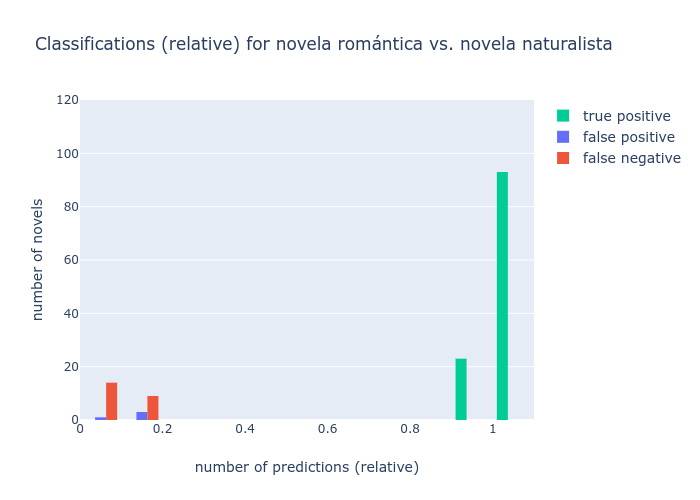 Classifications (relative) for novela romántica vs. novela naturalista
120
100
80
60
40
20
0
0
0.2
0.4
0.6
0.8
1
number of novels
number of predictions (relative)
true positive
false positive
false negative